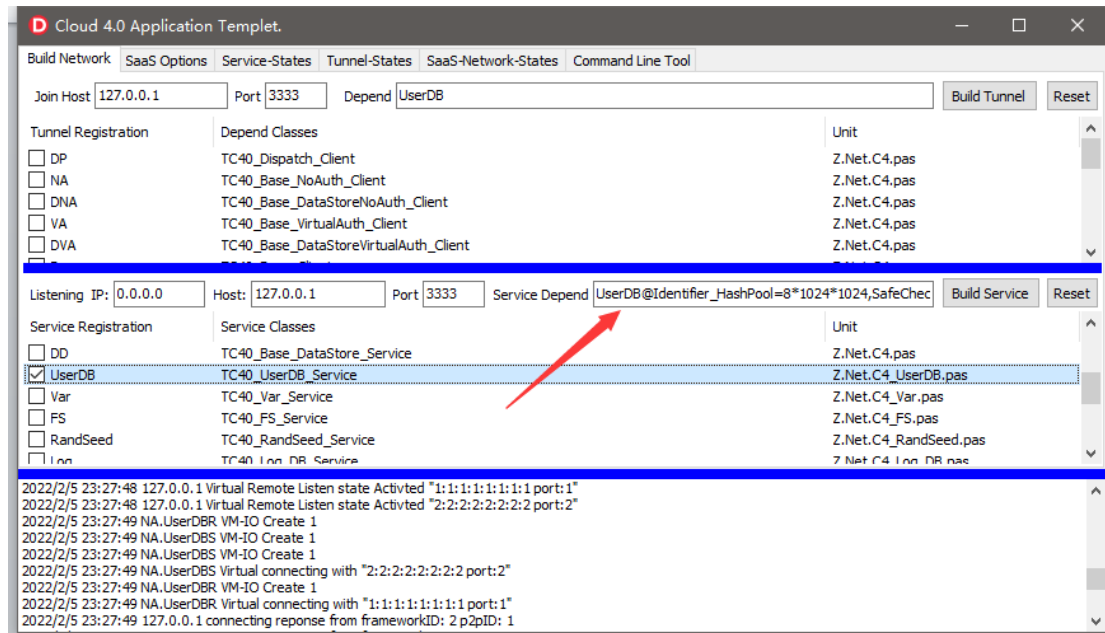 D Cloud 4.0 Application Templet.
Build Network SaaS Options Service-States Tunnel-States SaaS-Network-States Command Line Tool
Join Host 127.0.0.1 Port 3333 Depend UserDB Build Tunnel Reset
Tunnel Registration Depend Classes Unit
DP TC40_Dispatch_Client Z.Net.C4.pas
NA TC40_Base_NoAuth_Client Z.Net.C4.pas
DNA TC40_Base_DataStoreNoAuth_Client Z.Net.C4.pas
VA TC40_Base_VirtualAuth_Client Z.Net.C4.pas
DVA TC40_Base_DataStoreVirtualAuth_Client Z.Net.C4.pas
Listening IP: 0.0.0.0 Host: 127.0.0.1 Port 3333 Service Depend UserDB@Identifier_HashPool=8*1024*1024,SafeChec Build Service Reset
Service Registration Service Classes Unit
DD TC40_Base_DataStore_Service Z.Net.C4.pas
UserDB TC40_UserDB_Service Z.Net.C4_UserDB.pas
Var TC40_Var_Service Z.Net.C4_Var.pas
FS TC40_FS_Service Z.Net.C4_FS.pas
RandSeed TC40_RandSeed_Service Z.Net.C4_RandSeed.pas
Log TC40_Log_DB_Service Z.Net.C4_Log_DB.pas
2022/2/5 23:27:48 127.0.0.1 Virtual Remote Listen state Activted "1:1:1:1:1:1:1:1 port:1"
2022/2/5 23:27:48 127.0.0.1 Virtual Remote Listen state Activted "2:2:2:2:2:2:2:2 port:2"
2022/2/5 23:27:49 NA.UserDBR VM-IO Create 1
2022/2/5 23:27:49 NA.UserDBS VM-IO Create 1
2022/2/5 23:27:49 NA.UserDBS VM-IO Create 1
2022/2/5 23:27:49 NA.UserDBS Virtual connecting with "2:2:2:2:2:2:2:2 port:2"
2022/2/5 23:27:49 NA.UserDBR VM-IO Create 1
2022/2/5 23:27:49 NA.UserDBR Virtual connecting with "1:1:1:1:1:1:1:1 port:1"
2022/2/5 23:27:49 127.0.0.1 connecting reponse from frameworkID: 2 p2pID: 1